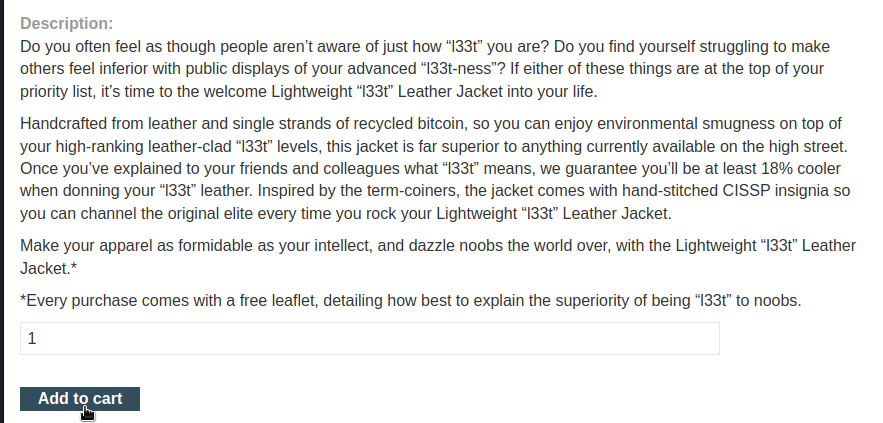 Description:
Do you often feel as though people aren’t aware of just how “l33t” you are? Do you find yourself struggling to make
others feel inferior with public displays of your advanced “l33t-ness”? If either of these things are at the top of your
priority list, it’s time to the welcome Lightweight “l33t” Leather Jacket into your life.
Handcrafted from leather and single strands of recycled bitcoin, so you can enjoy environmental smugness on top of
your high-ranking leather-clad “l33t” levels, this jacket is far superior to anything currently available on the high street.
Once you’ve explained to your friends and colleagues what “l33t” means, we guarantee you’ll be at least 18% cooler
when donning your “l33t” leather. Inspired by the term-coiners, the jacket comes with hand-stitched CISSP insignia so
you can channel the original elite every time you rock your Lightweight “l33t” Leather Jacket.
Make your apparel as formidable as your intellect, and dazzle noobs the world over, with the Lightweight “l33t” Leather
Jacket.*
*Every purchase comes with a free leaflet, detailing how best to explain the superiority of being “l33t” to noobs.
1
Add to cart